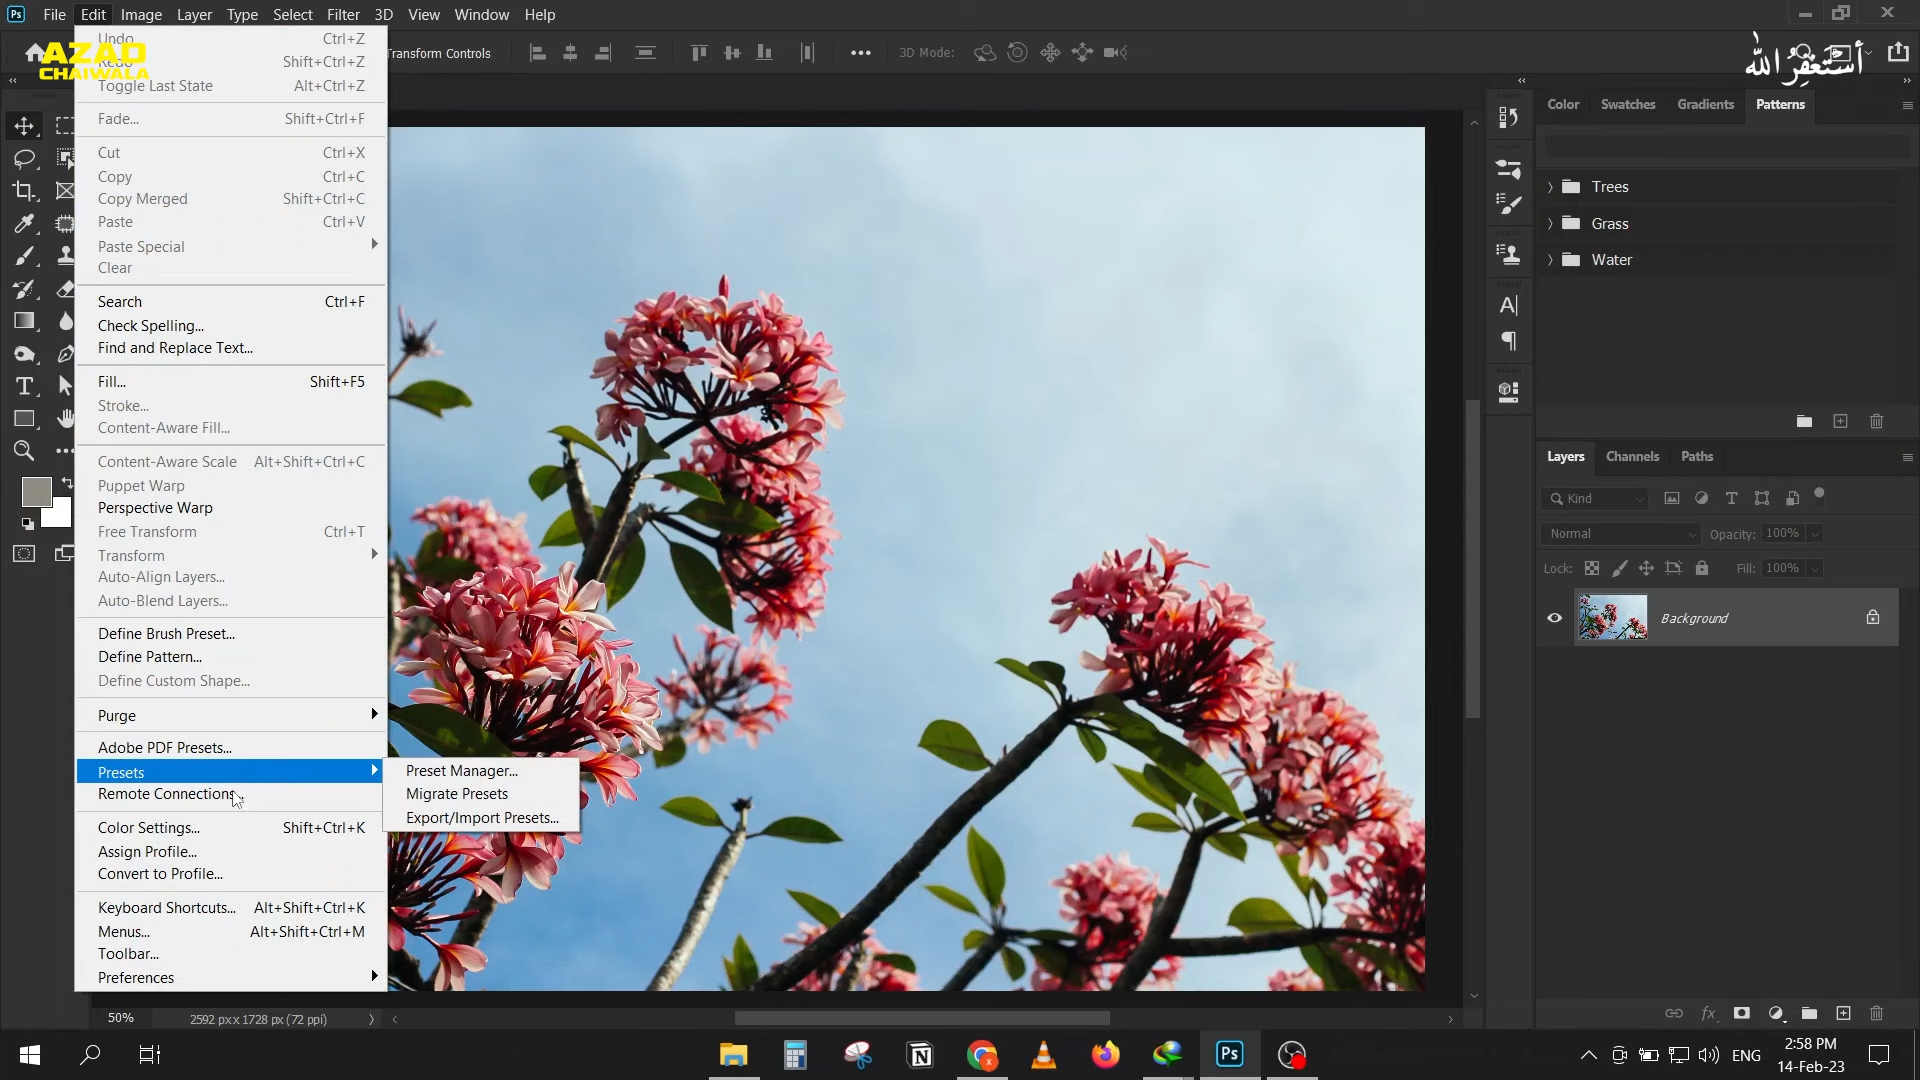 File Edit Image Layer Type Select Filter 3D View Window Help
AZAD
CHAIWALA
Transform Controls
3D Mode:
أستغفر الله
Undo Ctrl+Z
Redo Shift+Ctrl+Z
Toggle Last State Alt+Ctrl+Z
Fade... Shift+Ctrl+F
Cut Ctrl+X
Copy Ctrl+C
Copy Merged Shift+Ctrl+C
Paste Ctrl+V
Paste Special
Clear
Search Ctrl+F
Check Spelling...
Find and Replace Text...
Fill... Shift+F5
Stroke...
Content-Aware Fill...
Content-Aware Scale Alt+Shift+Ctrl+C
Puppet Warp
Perspective Warp
Free Transform Ctrl+T
Transform
Auto-Align Layers...
Auto-Blend Layers...
Define Brush Preset...
Define Pattern...
Define Custom Shape...
Purge
Adobe PDF Presets...
Presets
Remote Connections...
Color Settings... Shift+Ctrl+K
Assign Profile...
Convert to Profile...
Keyboard Shortcuts... Alt+Shift+Ctrl+K
Menus... Alt+Shift+Ctrl+M
Toolbar...
Preferences
Preset Manager...
Migrate Presets
Export/Import Presets...
Color Swatches Gradients Patterns
Trees
Grass
Water
Layers Channels Paths
Kind
Normal Opacity: 100%
Lock: Fill: 100%
Background
50% 2592 px x 1728 px (72 ppi)
ENG
2:58 PM
14-Feb-23